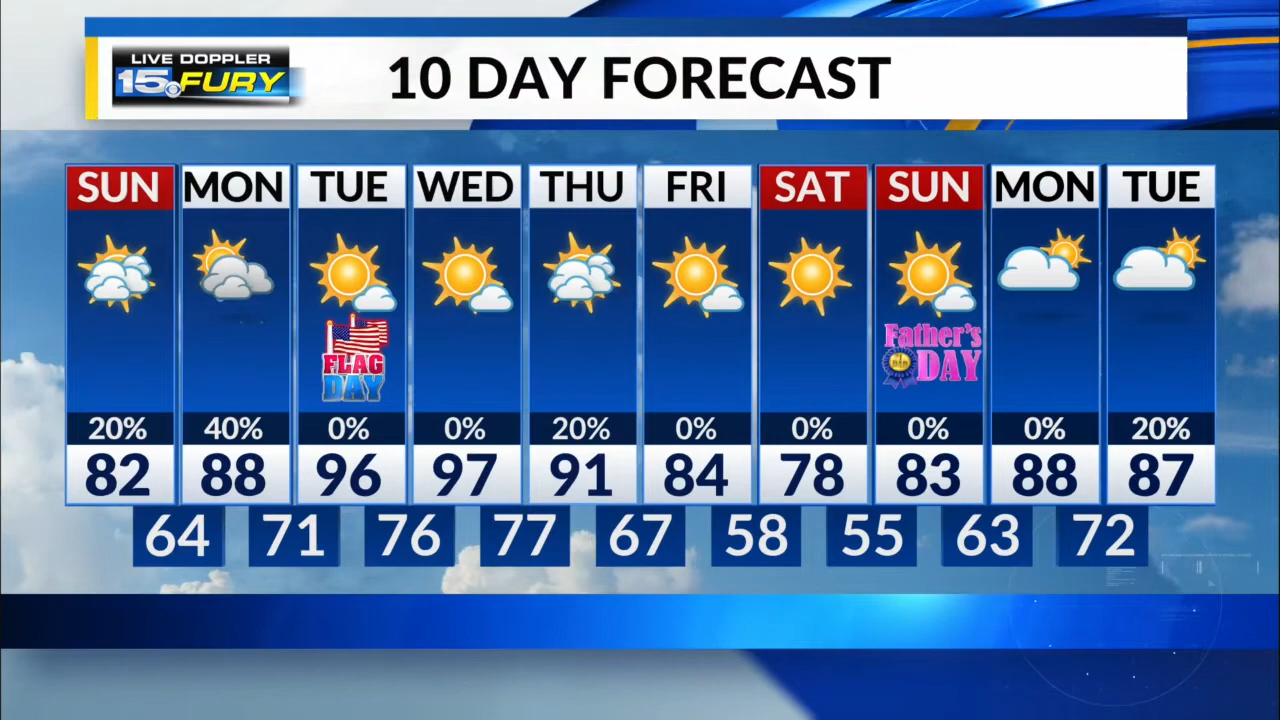 LIVE DOPPLER
15 FURY
10 DAY FORECAST
SUN MON TUE WED THU FRI SAT SUN MON TUE
FLAG
DAY
Father's
DAY
#1
DAD
20% 40% 0% 0% 20% 0% 0% 0% 0% 20%
82 88 96 97 91 84 78 83 88 87
64 71 76 77 67 58 55 63 72